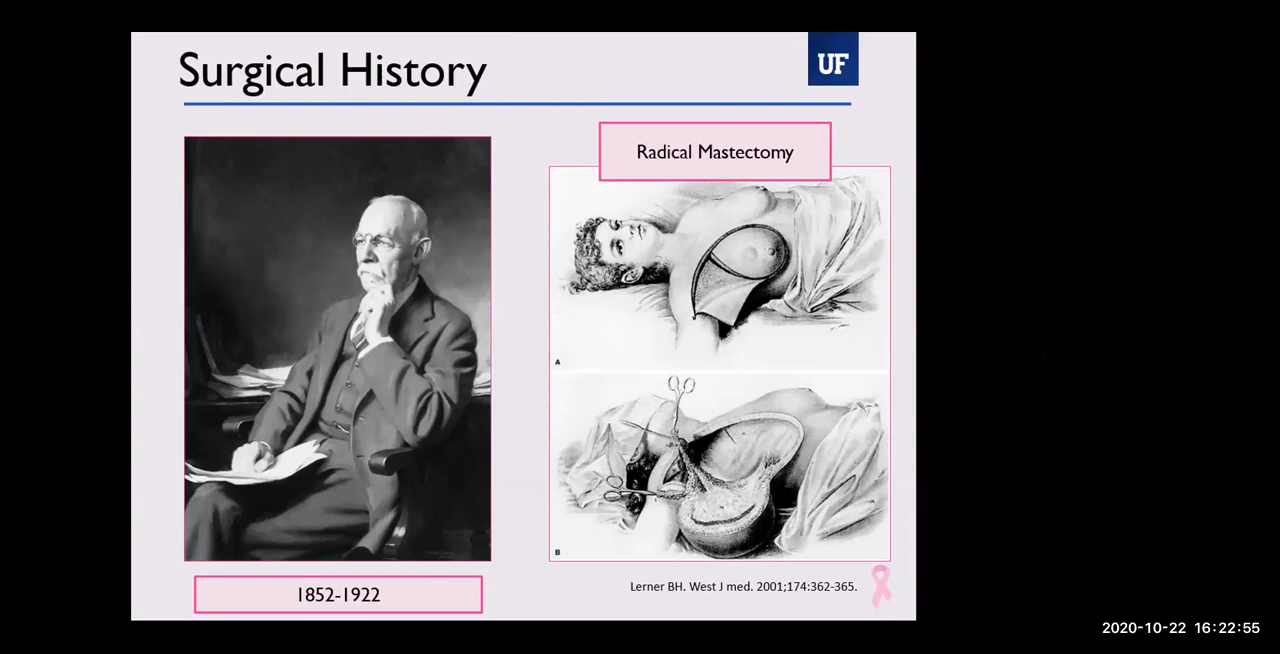 Surgical History
UF
Radical Mastectomy
A
B
1852-1922
Lerner BH. West J med. 2001;174:362-365.
2020-10-22 16:22:55